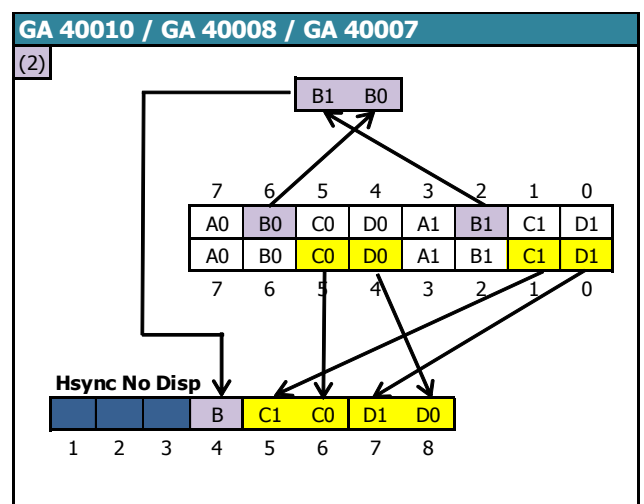 GA 40010 / GA 40008 / GA 40007
(2)
B1 B0
7 6 5 4 3 2 1 0
A0 B0 C0 D0 A1 B1 C1 D1
A0 B0 C0 D0 A1 B1 C1 D1
7 6 5 4 3 2 1 0
Hsync No Disp
B C1 C0 D1 D0
1 2 3 4 5 6 7 8